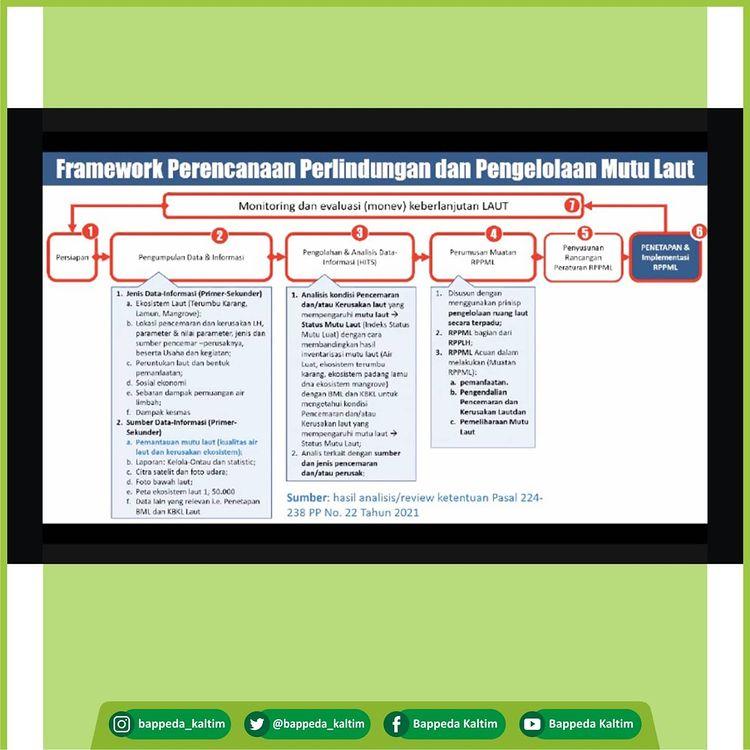 Framework Perencanaan Perlindungan dan Pengelolaan Mutu Laut
Monitoring dan evaluasi (monev) keberlanjutan LAUT
7
1
Persiapan
2
Pengumpulan Data & Informasi
3
Pengolahan & Analisis Data-
Informasi (HITS)
4
Perumusan Muatan
RPPML
5
Penyusunan
Rancangan
Peraturan RPPML
6
PENETAPAN &
Implementasi
RPPML
1. Jenis Data-Informasi (Primer-Sekunder)
a. Ekosistem Laut (Terumbu Karang,
Lamun, Mangrove);
b. Lokasi pencemaran dan kerusakan LH,
parameter & nilai parameter, jenis dan
sumber pencemar –perusaknya,
beserta Usaha dan kegiatan;
c. Peruntukan laut dan bentuk
pemanfaatan;
d. Sosial ekonomi
e. Sebaran dampak pembuangan air
limbah;
f. Dampak kesmas
2. Sumber Data-Informasi (Primer-
Sekunder)
a. Pemantauan mutu laut (kualitas air
laut dan kerusakan ekosistem);
b. Laporan: Kelola-Ontau dan statistic;
c. Citra satelit dan foto udara;
d. Foto bawah laut;
e. Peta ekosistem laut 1; 50.000
f. Data lain yang relevan i.e. Penetapan
BML dan KBKL Laut
1. Analisis kondisi Pencemaran
dan/atau Kerusakan laut yang
mempengaruhi mutu laut →
Status Mutu Laut (Indeks Status
Mutu Luat) dengan cara
membandingkan hasil
inventarisasi mutu laut (Air
Luat, ekosistem terumbu
karang, ekosistem padang lamu
dna ekosistem mangrove)
dengan BML dan KBKL untuk
mengetahui kondisi
Pencemaran dan/atau
Kerusakan laut yang
mempengaruhi mutu laut →
Status Mutu Laut;
2. Analis terkait dengan sumber
dan jenis pencemaran
dan/atau perusak;
1. Disusun dengan
menggunakan prinisp
pengelolaan ruang laut
secara terpadu;
2. RPPML bagian dari
RPPLH;
3. RPPML Acuan dalam
melakukan (Muatan
RPPML):
a. pemanfaatan.
b. Pengendalian
Pencemaran dan
Kerusakan Lautdan
c. Pemeliharaan Mutu
Laut
Sumber: hasil analisis/review ketentuan Pasal 224-
238 PP No. 22 Tahun 2021
bappeda_kaltim
@bappeda_kaltim
Bappeda Kaltim
Bappeda Kaltim